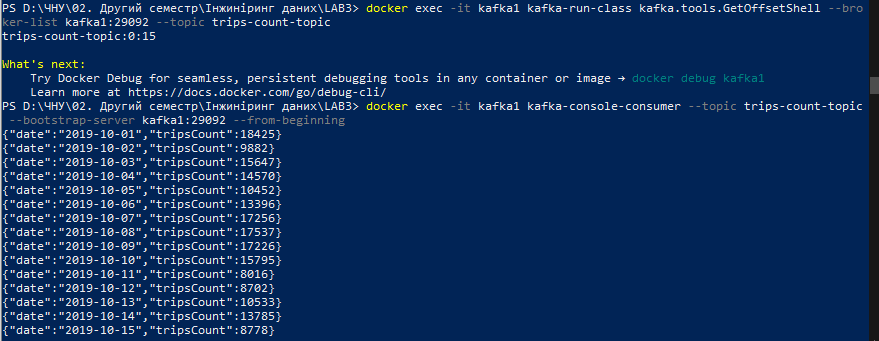 PS D:\ЧНУ\02. Другий семестр\Інжиніринг даних\LAB3> docker exec -it kafka1 kafka-run-class kafka.tools.GetOffsetShell --bro
ker-list kafka1:29092 --topic trips-count-topic
trips-count-topic:0:15
What's next:
Try Docker Debug for seamless, persistent debugging tools in any container or image → docker debug kafka1
Learn more at https://docs.docker.com/go/debug-cli/
PS D:\ЧНУ\02. Другий семестр\Інжиніринг даних\LAB3> docker exec -it kafka1 kafka-console-consumer --topic trips-count-topic
--bootstrap-server kafka1:29092 --from-beginning
{"date":"2019-10-01","tripsCount":18425}
{"date":"2019-10-02","tripsCount":9882}
{"date":"2019-10-03","tripsCount":15647}
{"date":"2019-10-04","tripsCount":14570}
{"date":"2019-10-05","tripsCount":10452}
{"date":"2019-10-06","tripsCount":13396}
{"date":"2019-10-07","tripsCount":17256}
{"date":"2019-10-08","tripsCount":17537}
{"date":"2019-10-09","tripsCount":17226}
{"date":"2019-10-10","tripsCount":15795}
{"date":"2019-10-11","tripsCount":8016}
{"date":"2019-10-12","tripsCount":8702}
{"date":"2019-10-13","tripsCount":10533}
{"date":"2019-10-14","tripsCount":13785}
{"date":"2019-10-15","tripsCount":8778}